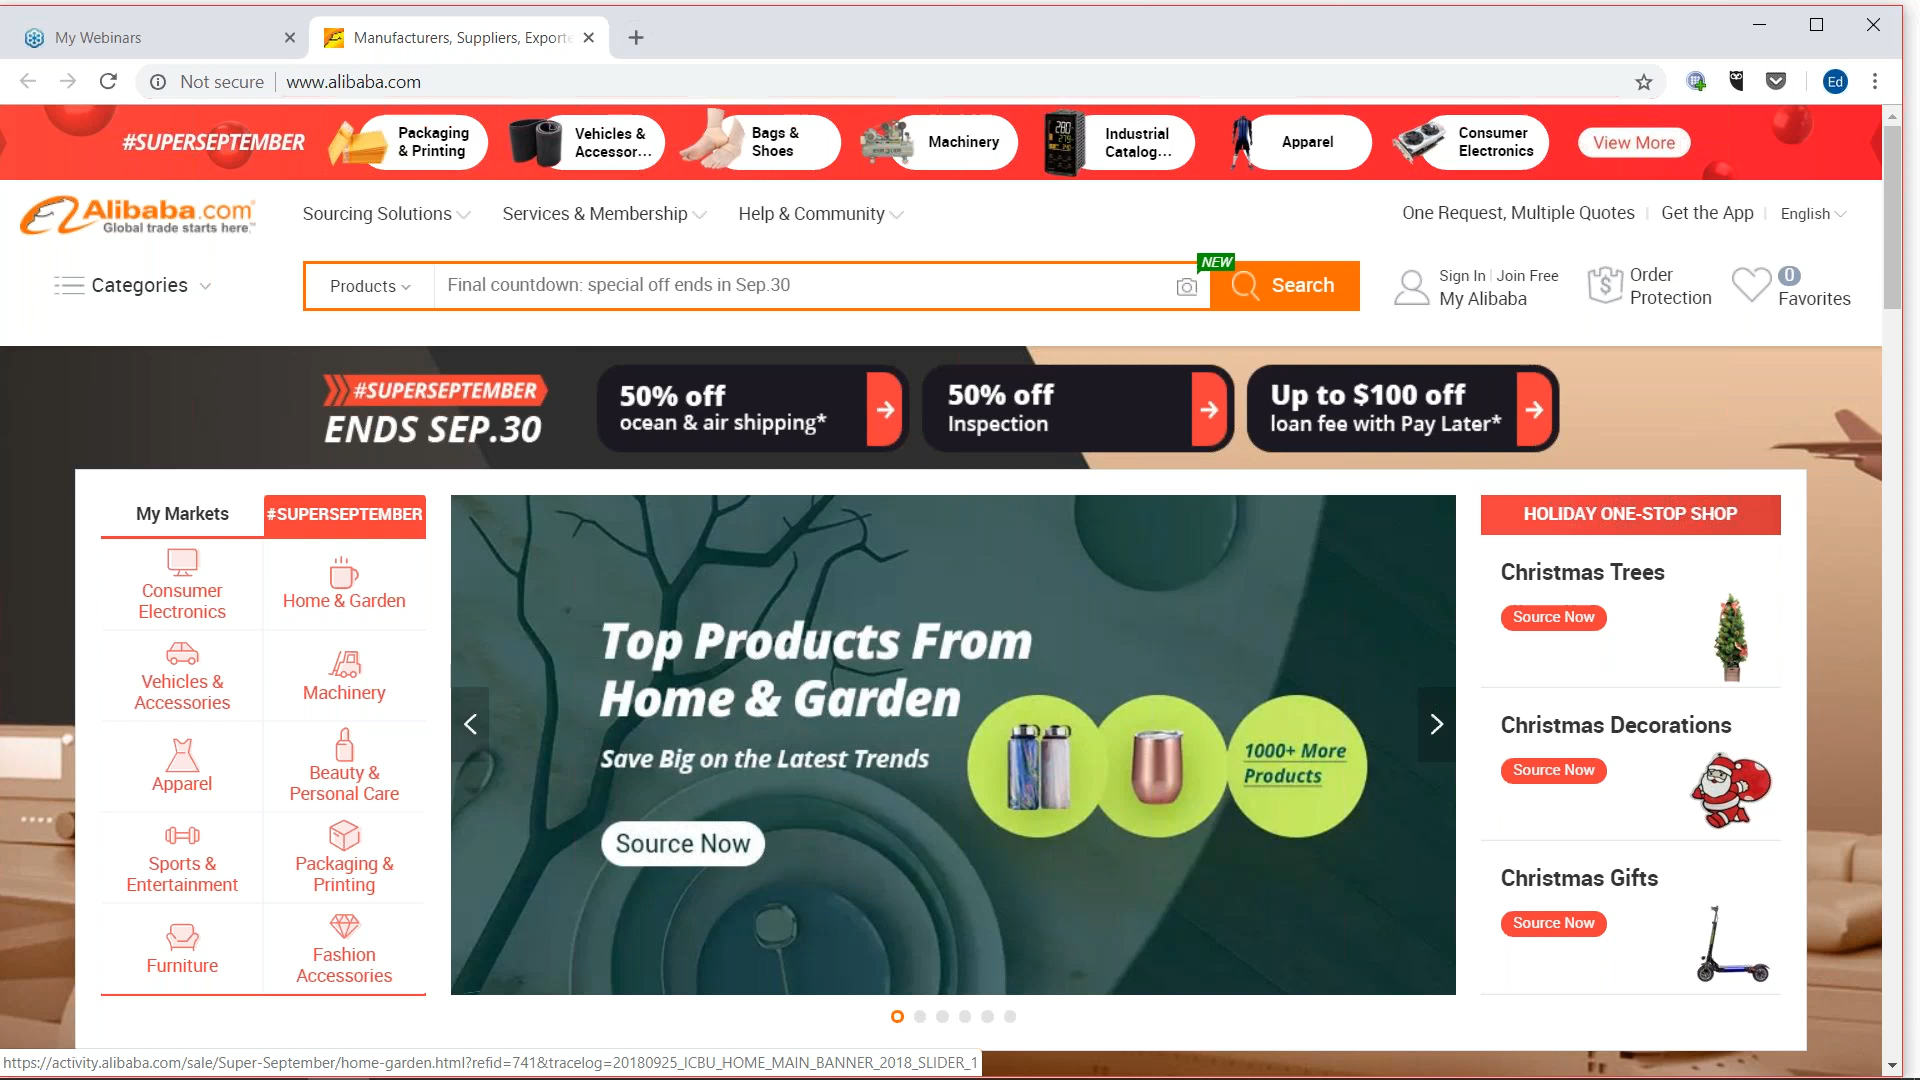 My Webinars
Manufacturers, Suppliers, Exporte
Not secure
www.alibaba.com
Ed
#SUPERSEPTEMBER
Packaging
& Printing
Vehicles &
Accessor...
Bags &
Shoes
Machinery
Industrial
Catalog...
Apparel
Consumer
Electronics
View More
Alibaba.com
Global trade starts here.
Sourcing Solutions
Services & Membership
Help & Community
One Request, Multiple Quotes
Get the App
English
Categories
Products
Final countdown: special off ends in Sep.30
NEW
Search
Sign In
Join Free
My Alibaba
Order
Protection
0
Favorites
#SUPERSEPTEMBER
ENDS SEP.30
50% off
ocean & air shipping*
50% off
Inspection
Up to $100 off
loan fee with Pay Later*
My Markets
#SUPERSEPTEMBER
Consumer
Electronics
Home & Garden
Vehicles &
Accessories
Machinery
Apparel
Beauty &
Personal Care
Sports &
Entertainment
Packaging &
Printing
Furniture
Fashion
Accessories
Top Products From
Home & Garden
Save Big on the Latest Trends
Source Now
1000+ More
Products
HOLIDAY ONE-STOP SHOP
Christmas Trees
Source Now
Christmas Decorations
Source Now
Christmas Gifts
Source Now
https://activity.alibaba.com/sale/Super-September/home-garden.html?refid=741&tracelog=20180925_ICBU_HOME_MAIN_BANNER_2018_SLIDER_1